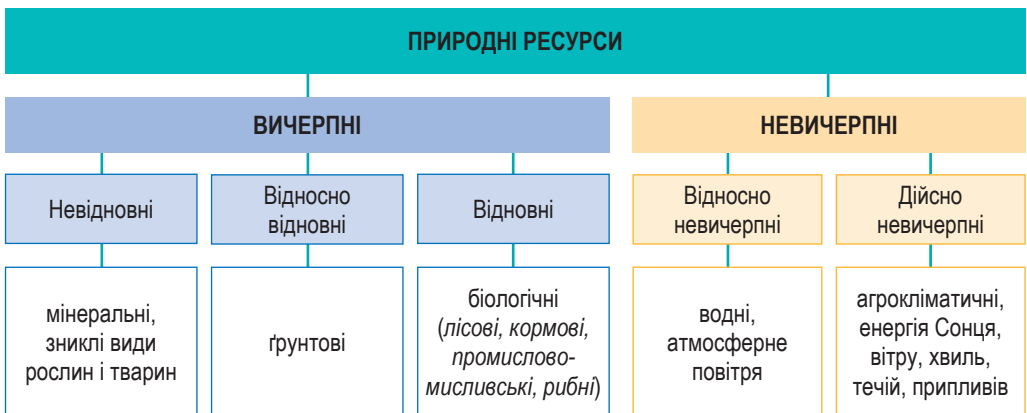 ПРИРОДНІ РЕСУРСИ
ВИЧЕРПНІ
НЕВИЧЕРПНІ
Невідновні
Відносно
відновні
Відновні
Відносно
невичерпні
Дійсно
невичерпні
мінеральні,
зниклі види
рослин і тварин
ґрунтові
біологічні
(лісові, кормові,
промислово-
мисливські, рибні)
водні,
атмосферне
повітря
агрокліматичні,
енергія Сонця,
вітру, хвиль,
течій, припливів